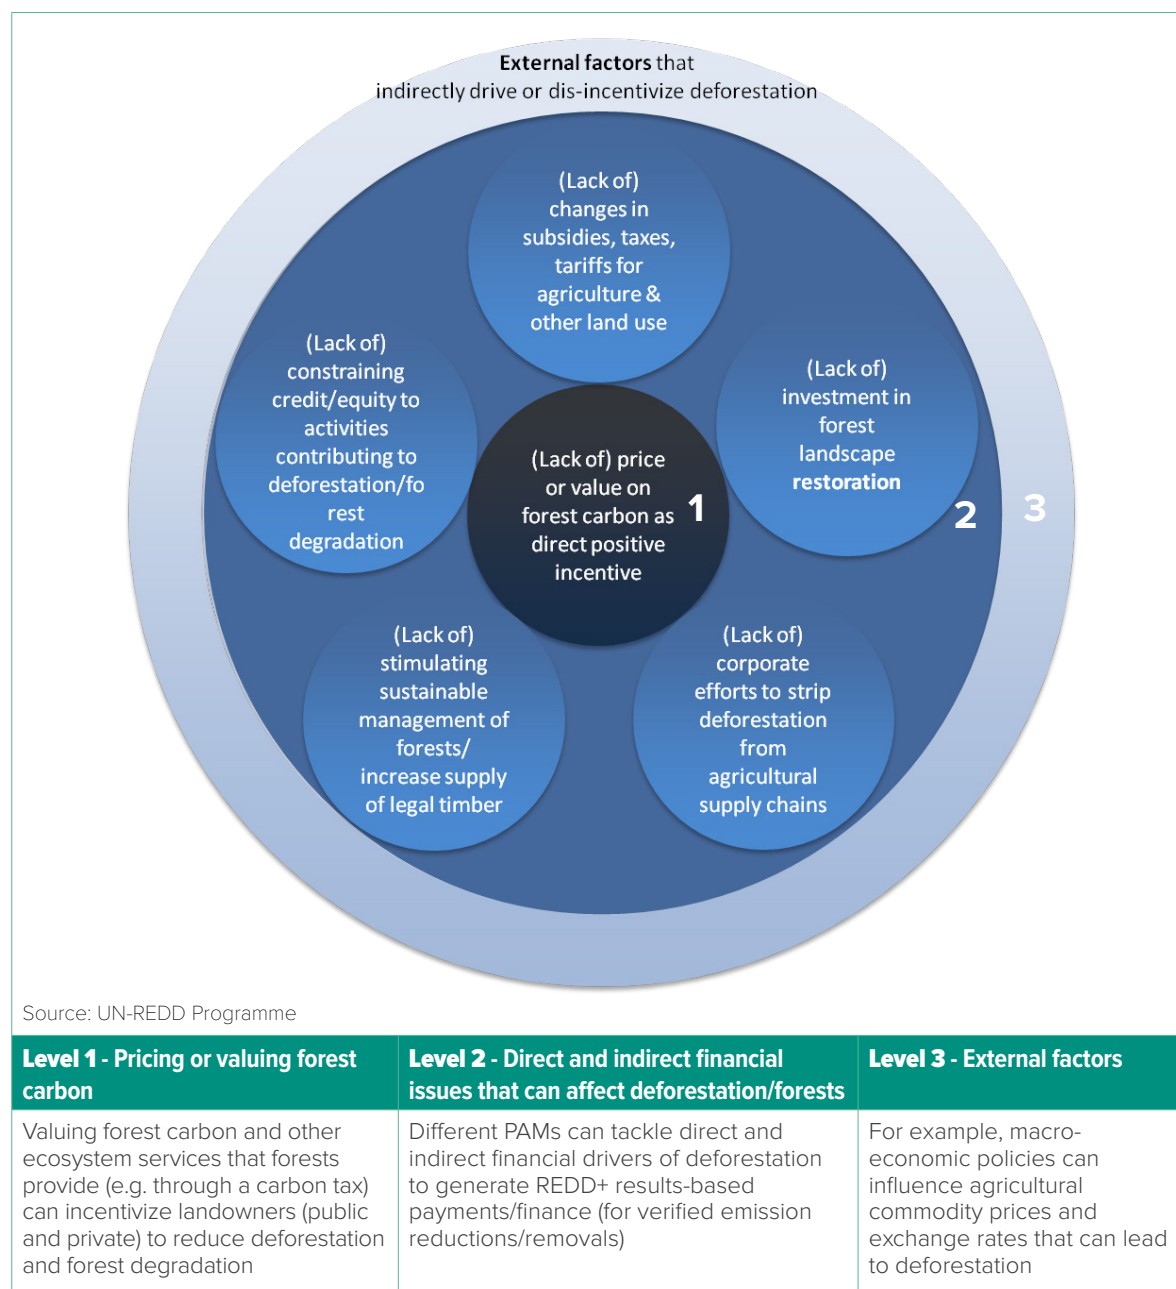 External factors that
indirectly drive or dis-incentivize deforestation
(Lack of)
changes in
subsidies, taxes,
tariffs for
agriculture &
other land use
(Lack of)
constraining
credit/equity to
activities
contributing to
deforestation/fo
rest
degradation
(Lack of)
investment in
forest
landscape
restoration
(Lack of) price
or value on
forest carbon as
direct positive
incentive
1
2
3
(Lack of)
stimulating
sustainable
management of
forests/
increase supply
of legal timber
(Lack of)
corporate
efforts to strip
deforestation
from
agricultural
supply chains
Source: UN-REDD Programme
Level 1 - Pricing or valuing forest
carbon
Level 2 - Direct and indirect financial
issues that can affect deforestation/forests
Level 3 - External factors
Valuing forest carbon and other
ecosystem services that forests
provide (e.g. through a carbon tax)
can incentivize landowners (public
and private) to reduce deforestation
and forest degradation
Different PAMs can tackle direct and
indirect financial drivers of deforestation
to generate REDD+ results-based
payments/finance (for verified emission
reductions/removals)
For example, macro-
economic policies can
influence agricultural
commodity prices and
exchange rates that can lead
to deforestation